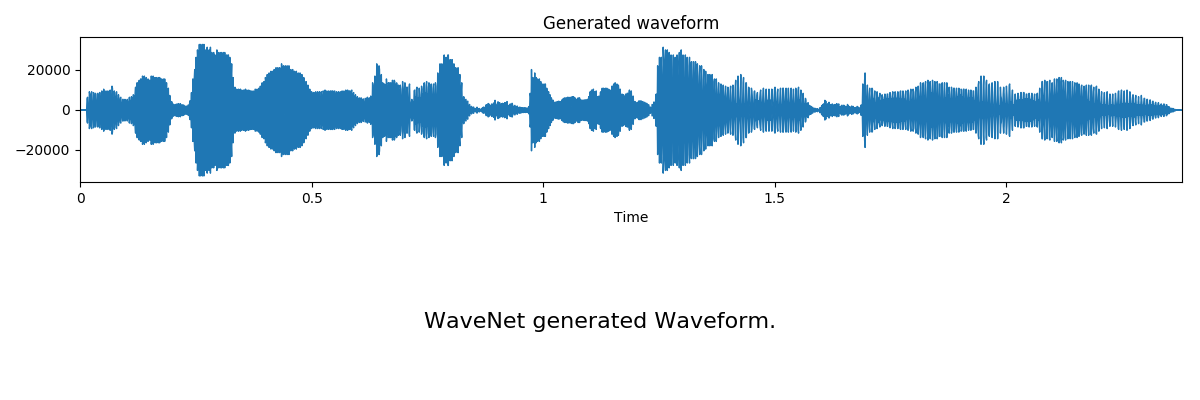 Generated waveform
20000
0
−20000
0 0.5 1 1.5 2
Time
WaveNet generated Waveform.